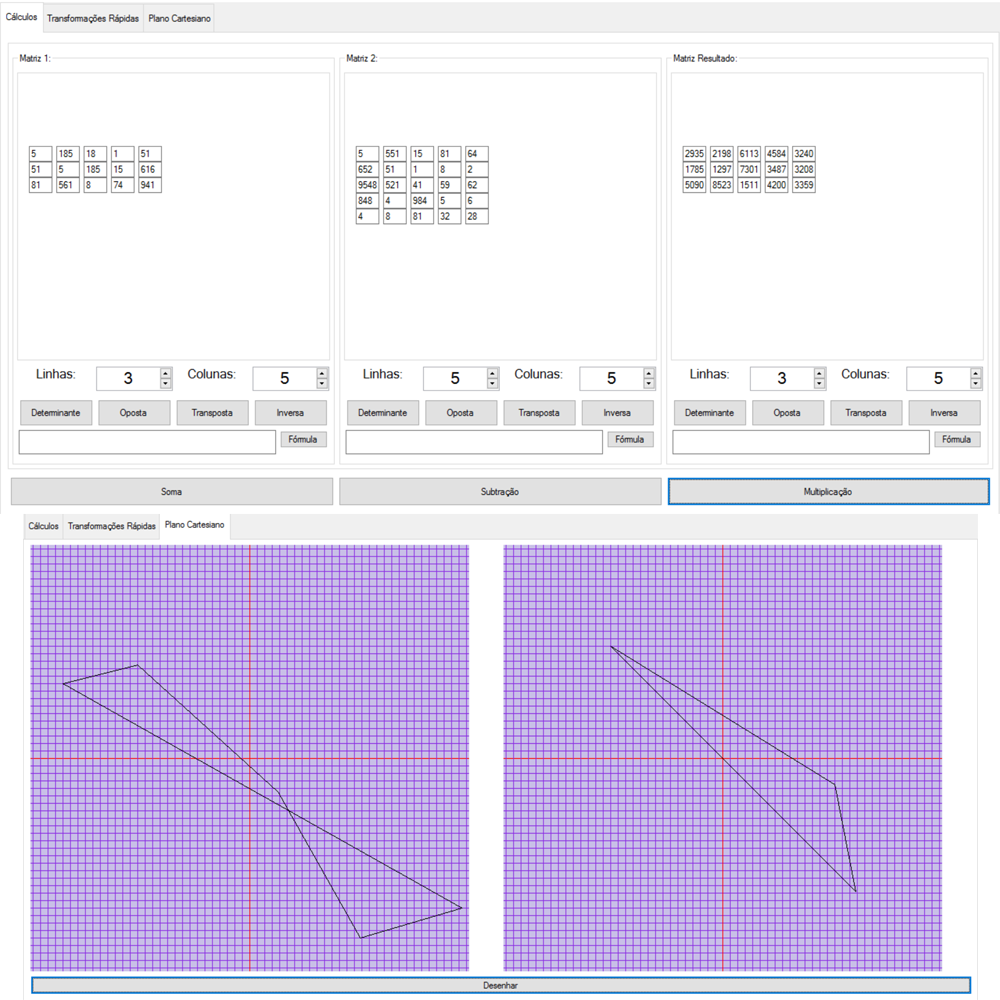 Cálculos Transformações Rápidas Plano Cartesiano
Matriz 1: Matriz 2: Matriz Resultado:
5 185 18 1 51 5 551 15 81 64 2935 2198 6113 4584 3240
51 5 185 15 616 652 51 1 8 2 1785 1297 7301 3487 3208
81 561 8 74 941 9548 521 41 59 62 5090 8523 1511 4200 3359
848 4 984 5 6
4 8 81 32 28
Linhas: 3 Colunas: 5 Linhas: 5 Colunas: 5 Linhas: 3 Colunas: 5
Determinante Oposta Transposta Inversa Determinante Oposta Transposta Inversa Determinante Oposta Transposta Inversa
Fórmula Fórmula Fórmula
Soma Subtração Multiplicação
Cálculos Transformações Rápidas Plano Cartesiano
Desenhar